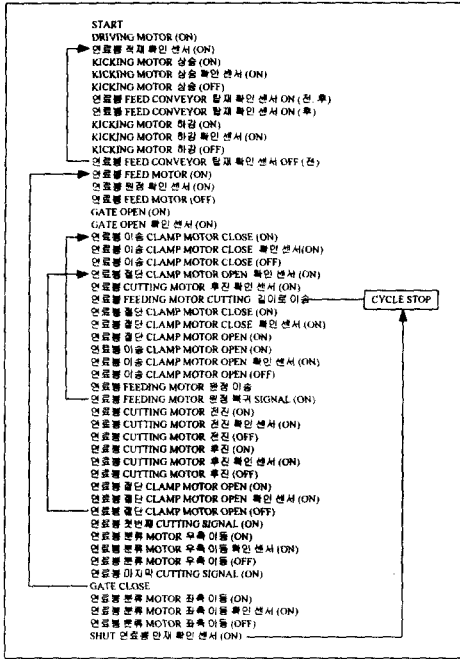 START
DRIVING MOTOR (ON)
연료봉 적재 확인 센서 (ON)
KICKING MOTOR 상승 (ON)
KICKING MOTOR 상승 확인 센서 (ON)
KICKING MOTOR 상승 (OFF)
연료봉 FEED CONVEYOR 탑재 확인 센서 ON (전. 후)
연료봉 FEED CONVEYOR 탑재 확인 센서 ON (후)
KICKING MOTOR 하강 (ON)
KICKING MOTOR 하강 확인 센서 (ON)
KICKING MOTOR 하강 (OFF)
연료봉 FEED CONVEYOR 탑재 확인 센서 OFF (전)
연료봉 FEED MOTOR (ON)
연료봉 원점 확인 센서 (ON)
연료봉 FEED MOTOR (OFF)
GATE OPEN (ON)
GATE OPEN 확인 센서 (ON)
연료봉 이송 CLAMP MOTOR CLOSE (ON)
연료봉 이송 CLAMP MOTOR CLOSE 확인 센서(ON)
연료봉 이송 CLAMP MOTOR CLOSE (OFF)
연료봉 절단 CLAMP MOTOR OPEN 확인 센서 (ON)
연료봉 CUTTING MOTOR 후진 확인 센서 (ON)
연료봉 FEEDING MOTOR CUTTING 길이로 이송
CYCLE STOP
연료봉 절단 CLAMP MOTOR CLOSE (ON)
연료봉 절단 CLAMP MOTOR CLOSE 확인 센서 (ON)
연료봉 절단 CLAMP MOTOR OPEN (ON)
연료봉 이송 CLAMP MOTOR OPEN (ON)
연료봉 이송 CLAMP MOTOR OPEN 확인 센서 (ON)
연료봉 이송 CLAMP MOTOR OPEN (OFF)
연료봉 FEEDING MOTOR 원점 이송
연료봉 FEEDING MOTOR 원점 복귀 SIGNAL (ON)
연료봉 CUTTING MOTOR 전진 (ON)
연료봉 CUTTING MOTOR 전진 확인 센서 (ON)
연료봉 CUTTING MOTOR 전진 (OFF)
연료봉 CUTTING MOTOR 후진 (ON)
연료봉 CUTTING MOTOR 후진 확인 센서 (ON)
연료봉 CUTTING MOTOR 후진 (OFF)
연료봉 절단 CLAMP MOTOR OPEN (ON)
연료봉 절단 CLAMP MOTOR OPEN 확인 센서 (ON)
연료봉 절단 CLAMP MOTOR OPEN (OFF)
연료봉 첫번째 CUTTING SIGNAL (ON)
연료봉 분류 MOTOR 우측 이동 (ON)
연료봉 분류 MOTOR 우측 이동 확인 센서 (ON)
연료봉 분류 MOTOR 우측 이동 (OFF)
연료봉 마지막 CUTTING SIGNAL (ON)
GATE CLOSE
연료봉 분류 MOTOR 좌측 이동 (ON)
연료봉 분류 MOTOR 좌측 이동 확인 센서 (ON)
연료봉 분류 MOTOR 좌측 이동 (OFF)
SHUT 연료봉 만재 확인 센서 (ON)